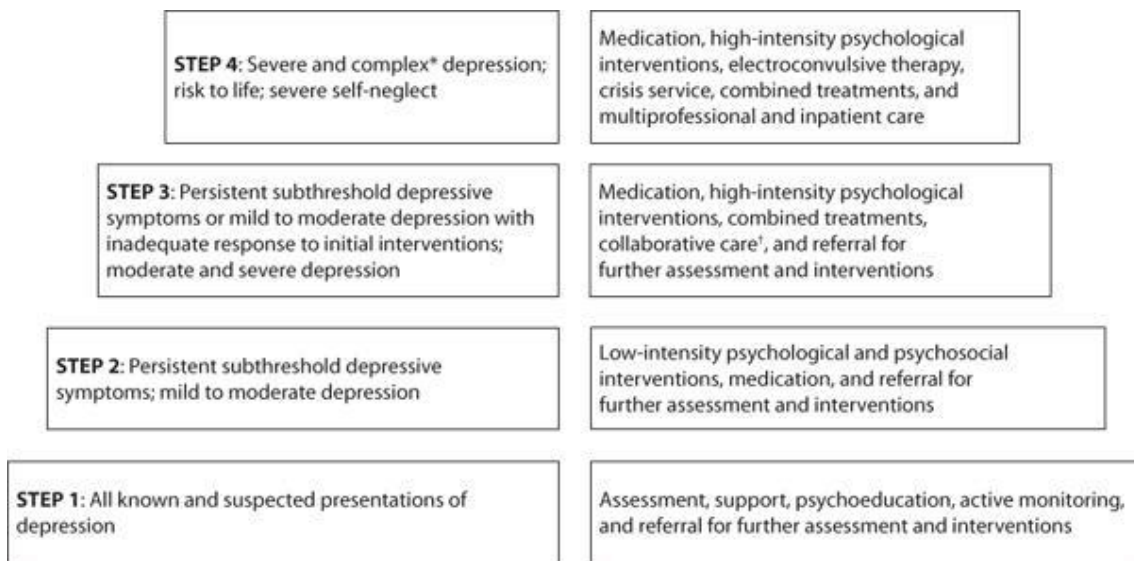 STEP 4: Severe and complex* depression;
risk to life; severe self-neglect
Medication, high-intensity psychological
interventions, electroconvulsive therapy,
crisis service, combined treatments, and
multiprofessional and inpatient care
STEP 3: Persistent subthreshold depressive
symptoms or mild to moderate depression with
inadequate response to initial interventions;
moderate and severe depression
Medication, high-intensity psychological
interventions, combined treatments,
collaborative care†, and referral for
further assessment and interventions
STEP 2: Persistent subthreshold depressive
symptoms; mild to moderate depression
Low-intensity psychological and psychosocial
interventions, medication, and referral for
further assessment and interventions
STEP 1: All known and suspected presentations of
depression
Assessment, support, psychoeducation, active monitoring,
and referral for further assessment and interventions